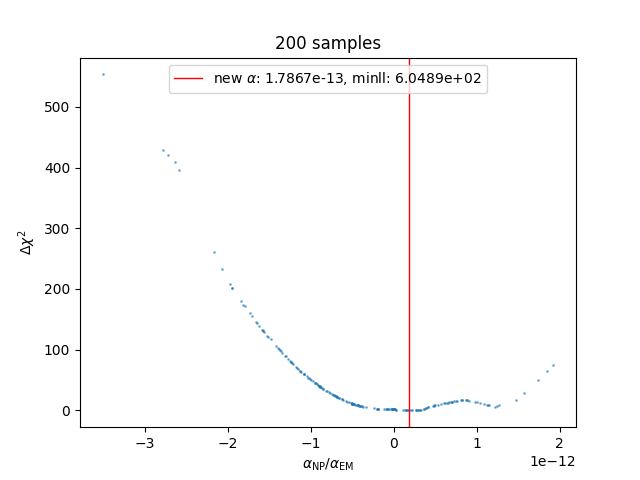 200 samples
new α: 1.7867e-13, minll: 6.0489e+02
Δχ²
500
400
300
200
100
0
−3 −2 −1 0 1 2
1e−12
α_NP/α_EM